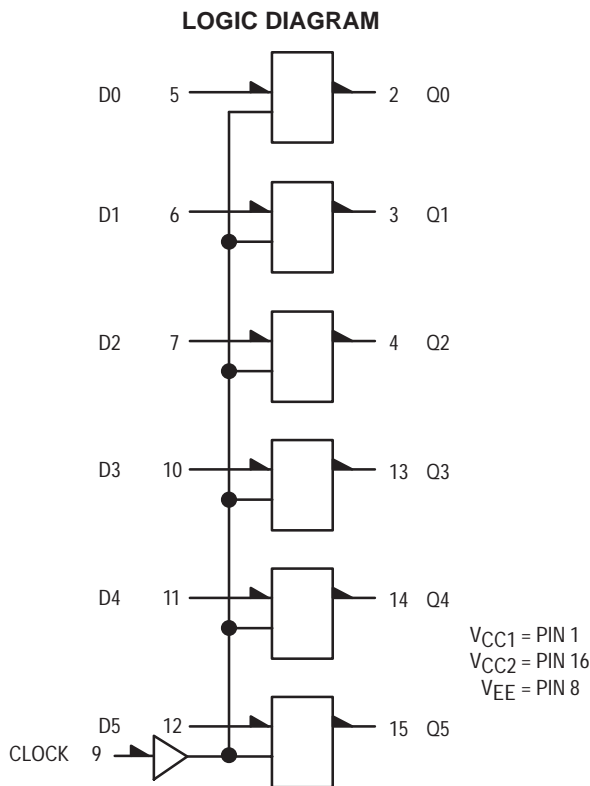 LOGIC DIAGRAM
D0 5 2 Q0
D1 6 3 Q1
D2 7 4 Q2
D3 10 13 Q3
D4 11 14 Q4
VCC1 = PIN 1
VCC2 = PIN 16
VEE = PIN 8
D5 12 15 Q5
CLOCK 9